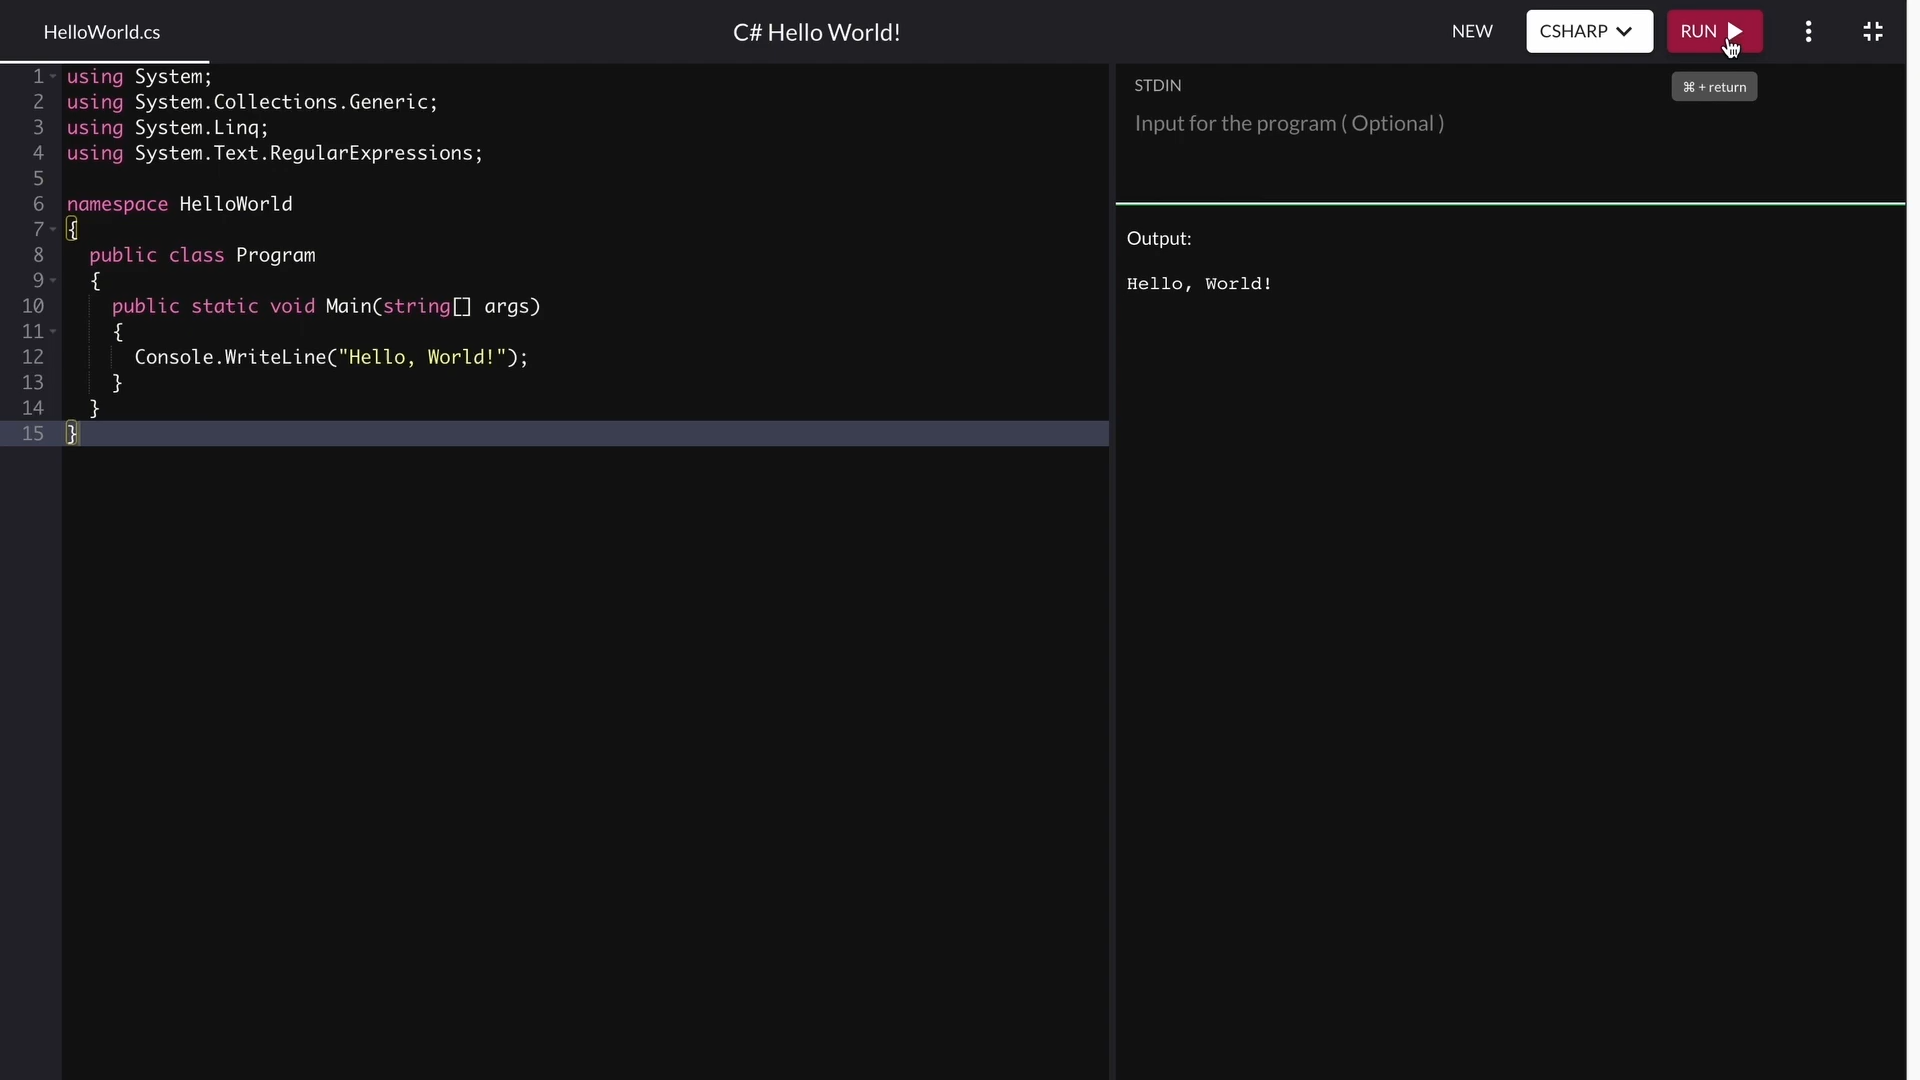 HelloWorld.cs
C# Hello World!
NEW
CSHARP
RUN
⌘ + return
1 using System;
2 using System.Collections.Generic;
3 using System.Linq;
4 using System.Text.RegularExpressions;
5
6 namespace HelloWorld
7 {
8   public class Program
9   {
10     public static void Main(string[] args)
11     {
12       Console.WriteLine("Hello, World!");
13     }
14   }
15 }
STDIN
Input for the program ( Optional )
Output:
Hello, World!